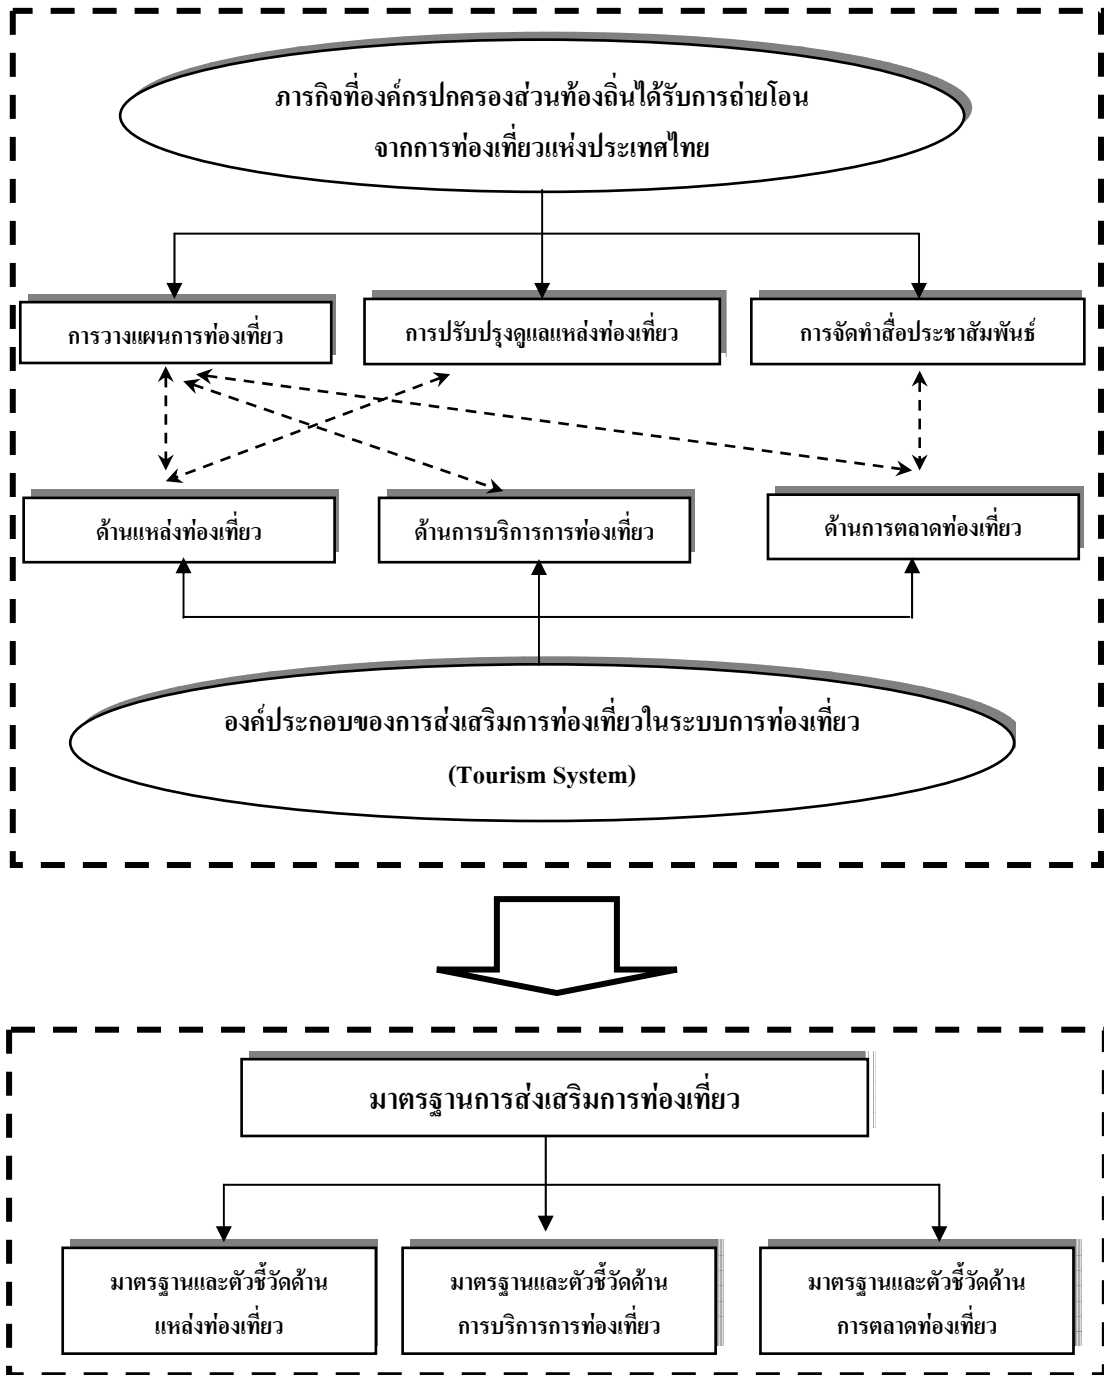 ภารกิจที่องค์กรปกครองส่วนท้องถิ่นได้รับการถ่ายโอน
จากการท่องเที่ยวแห่งประเทศไทย
การวางแผนการท่องเที่ยว
การปรับปรุงดูแลแหล่งท่องเที่ยว
การจัดทำสื่อประชาสัมพันธ์
ด้านแหล่งท่องเที่ยว
ด้านการบริการการท่องเที่ยว
ด้านการตลาดท่องเที่ยว
องค์ประกอบของการส่งเสริมการท่องเที่ยวในระบบการท่องเที่ยว
(Tourism System)
มาตรฐานการส่งเสริมการท่องเที่ยว
มาตรฐานและตัวชี้วัดด้าน
แหล่งท่องเที่ยว
มาตรฐานและตัวชี้วัดด้าน
การบริการการท่องเที่ยว
มาตรฐานและตัวชี้วัดด้าน
การตลาดท่องเที่ยว